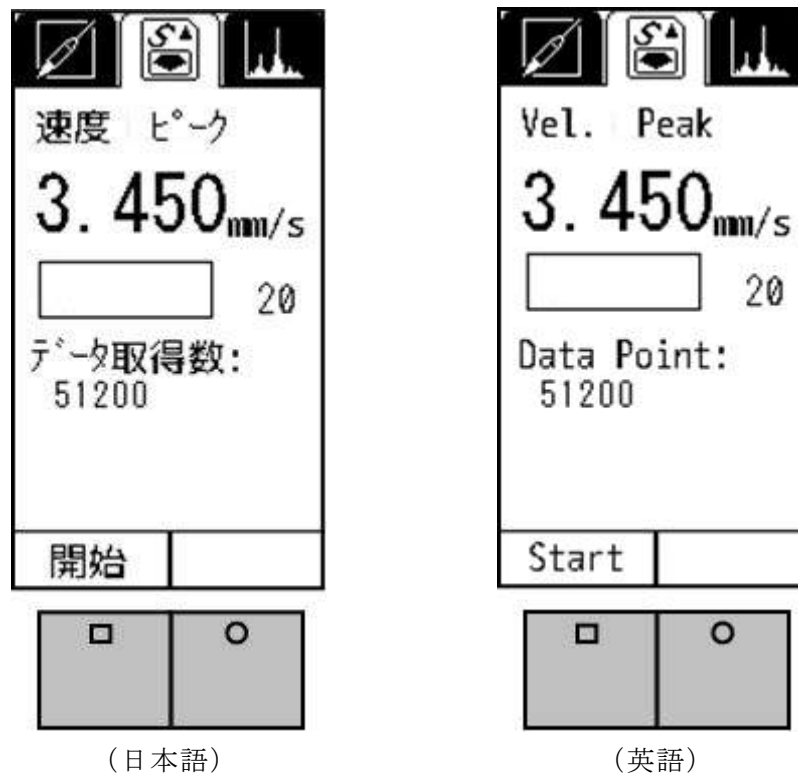 S
速度 ピーク
3.450mm/s
20
データ取得数:
51200
開始
(日本語)
S
Vel. Peak
3.450mm/s
20
Data Point:
51200
Start
(英語)